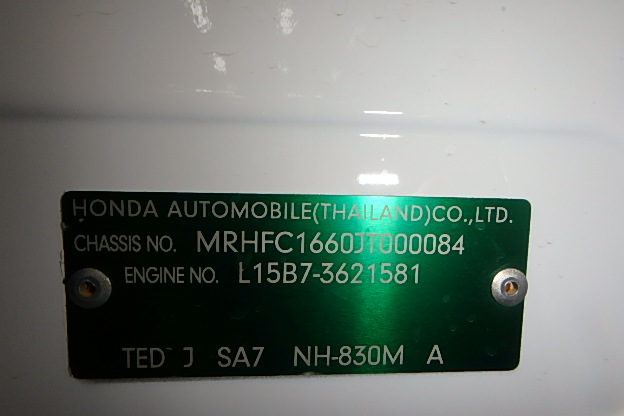 HONDA AUTOMOBILE(THAILAND)CO.,LTD.
CHASSIS NO. MRHFC1660JT000084
ENGINE NO. L15B7-3621581
TED J SA7 NH-830M A